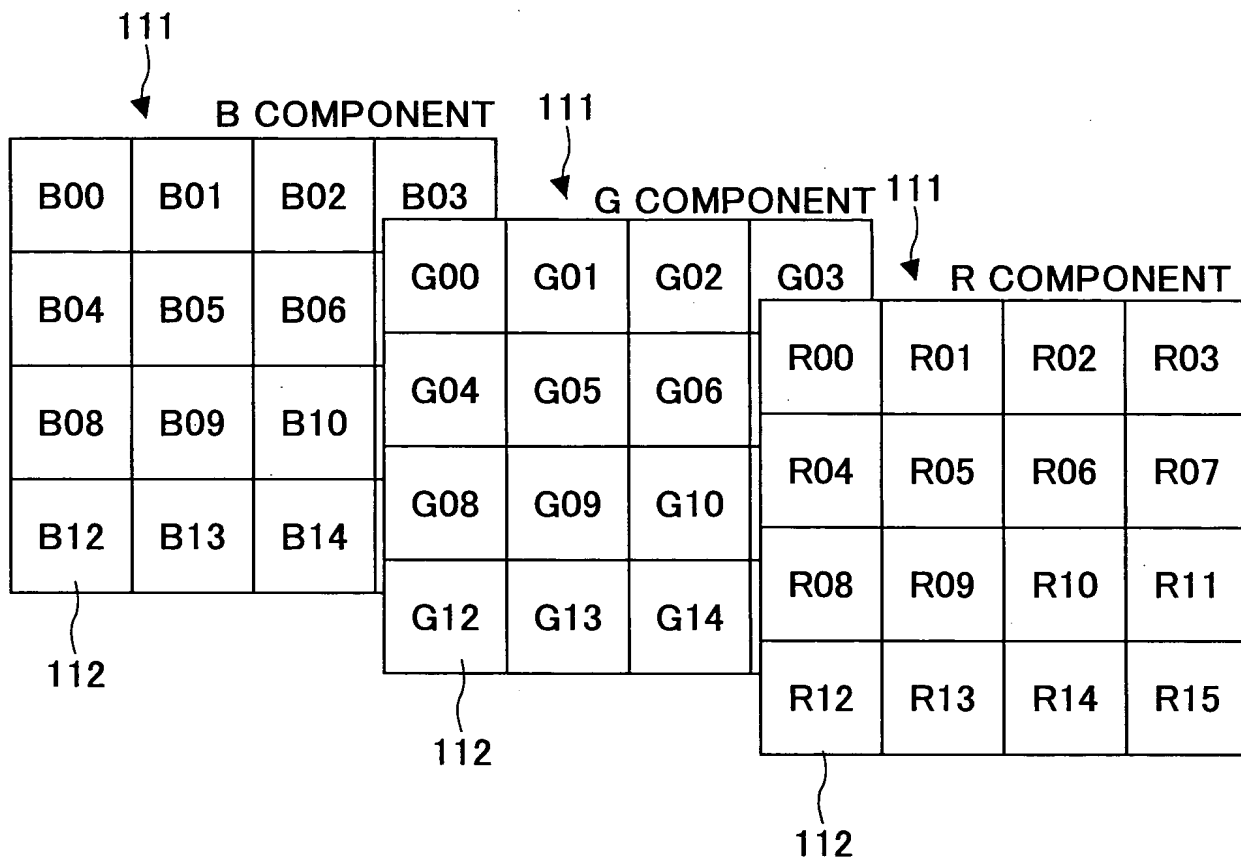 111
B COMPONENT
111
G COMPONENT
111
R COMPONENT
B00 B01 B02 B03
B04 B05 B06
B08 B09 B10
B12 B13 B14
112
G00 G01 G02 G03
G04 G05 G06
G08 G09 G10
G12 G13 G14
112
R00 R01 R02 R03
R04 R05 R06 R07
R08 R09 R10 R11
R12 R13 R14 R15
112